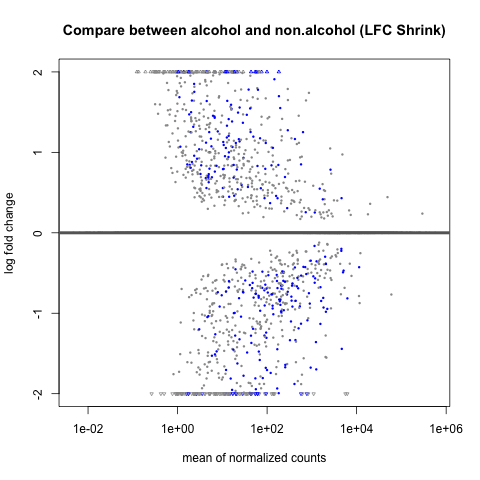 Compare between alcohol and non.alcohol (LFC Shrink)
2
1
0
-1
-2
log fold change
1e-02 1e+00 1e+02 1e+04 1e+06
mean of normalized counts